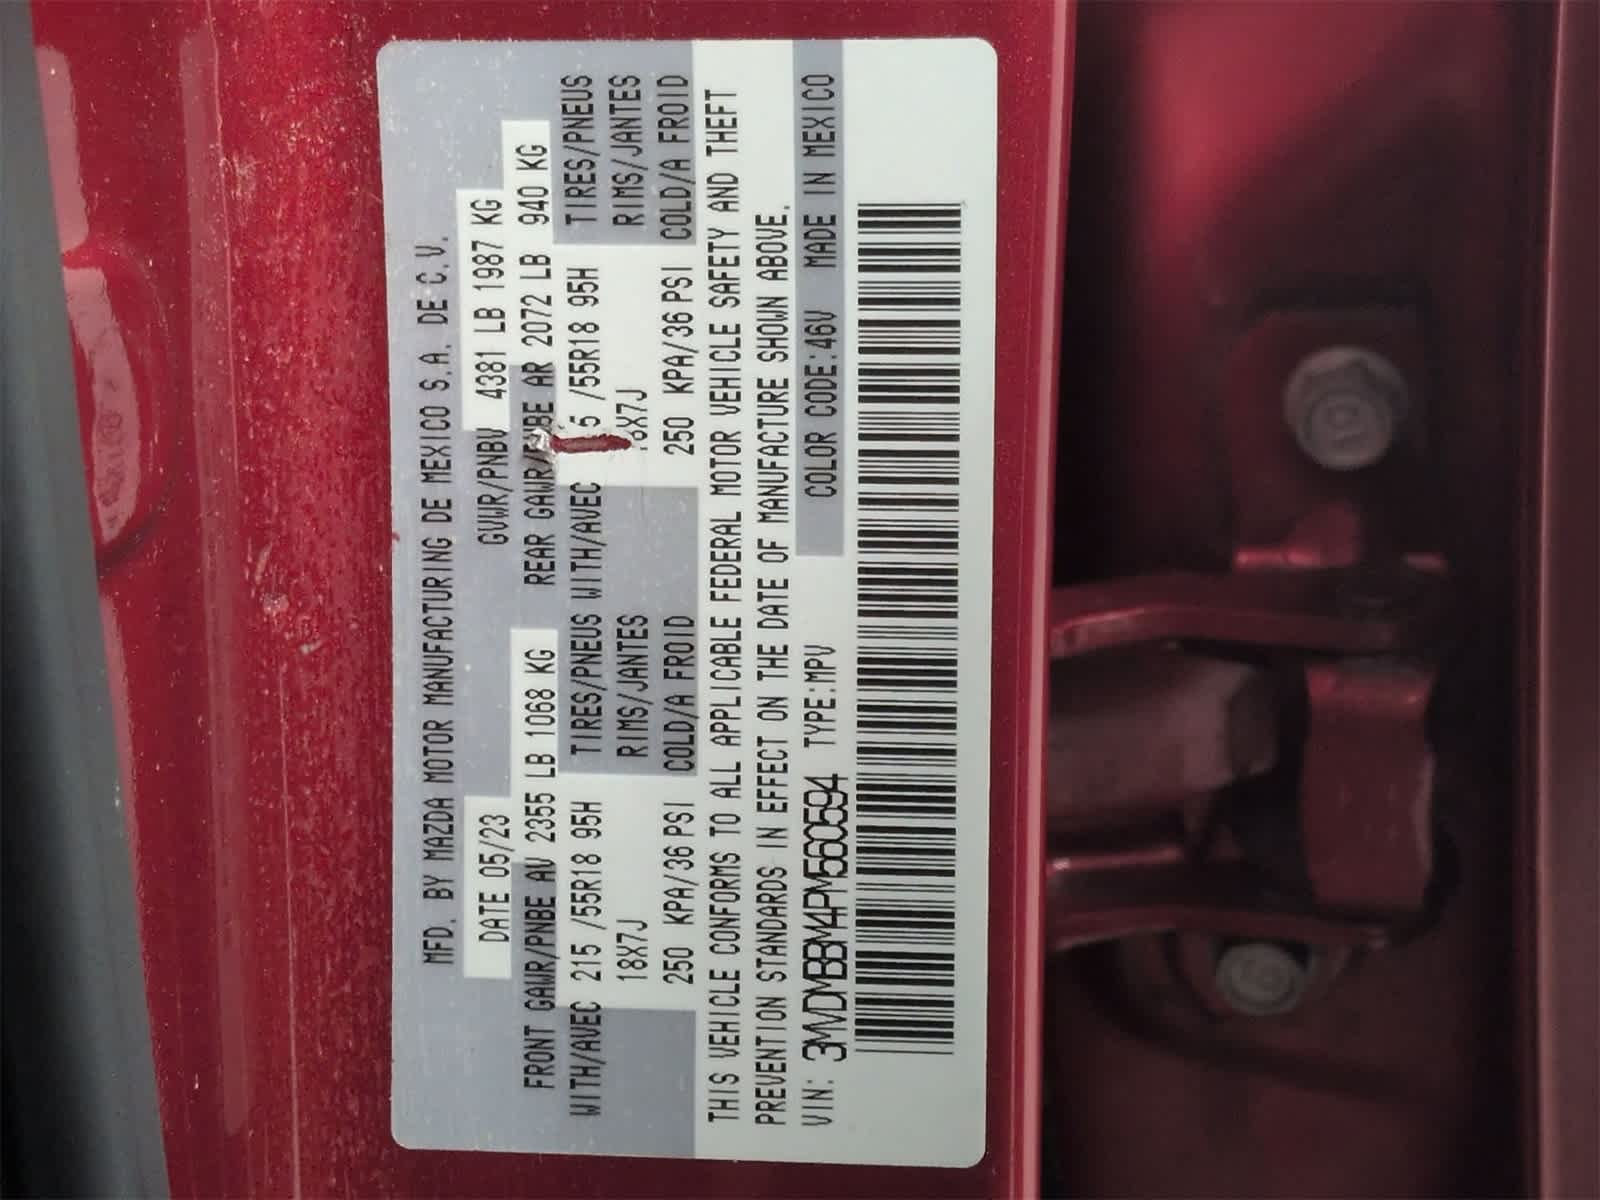 MFD. BY MAZDA MOTOR MANUFACTURING DE MEXICO S.A. DE C.V.
DATE 05/23 GVWR/PNBV 4381 LB 1987 KG
FRONT GAWR/PNBE AV 2355 LB 1068 KG REAR GAWR/PNBE AR 2072 LB 940 KG
WITH/AVEC 215 /55R18 95H TIRES/PNEUS WITH/AVEC /55R18 95H TIRES/PNEUS
18X7J RIMS/JANTES 18X7J RIMS/JANTES
250 KPA/36 PSI COLD/A FROID 250 KPA/36 PSI COLD/A FROID
THIS VEHICLE CONFORMS TO ALL APPLICABLE FEDERAL MOTOR VEHICLE SAFETY AND THEFT
PREVENTION STANDARDS IN EFFECT ON THE DATE OF MANUFACTURE SHOWN ABOVE.
VIN: 3MVDMBBM4PM560594 TYPE:MPV COLOR CODE:46V MADE IN MEXICO